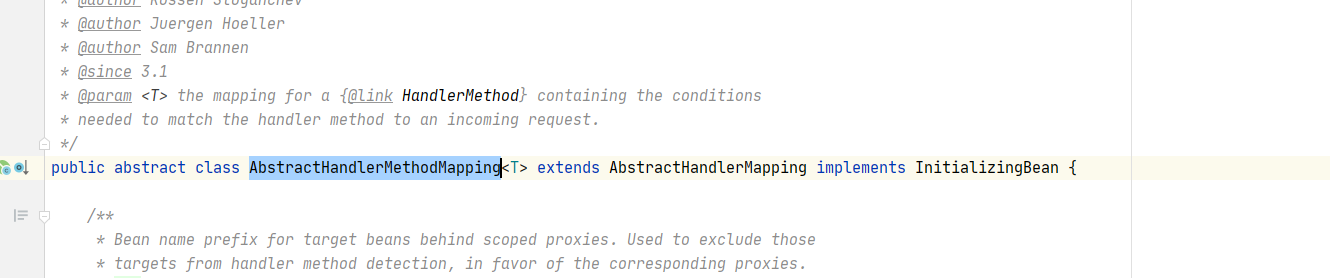 * @author Rossen Stoyanchev
* @author Juergen Hoeller
* @author Sam Brannen
* @since 3.1
* @param <T> the mapping for a {@link HandlerMethod} containing the conditions
* needed to match the handler method to an incoming request.
*/
public abstract class AbstractHandlerMethodMapping<T> extends AbstractHandlerMapping implements InitializingBean {
/**
* Bean name prefix for target beans behind scoped proxies. Used to exclude those
* targets from handler method detection, in favor of the corresponding proxies.